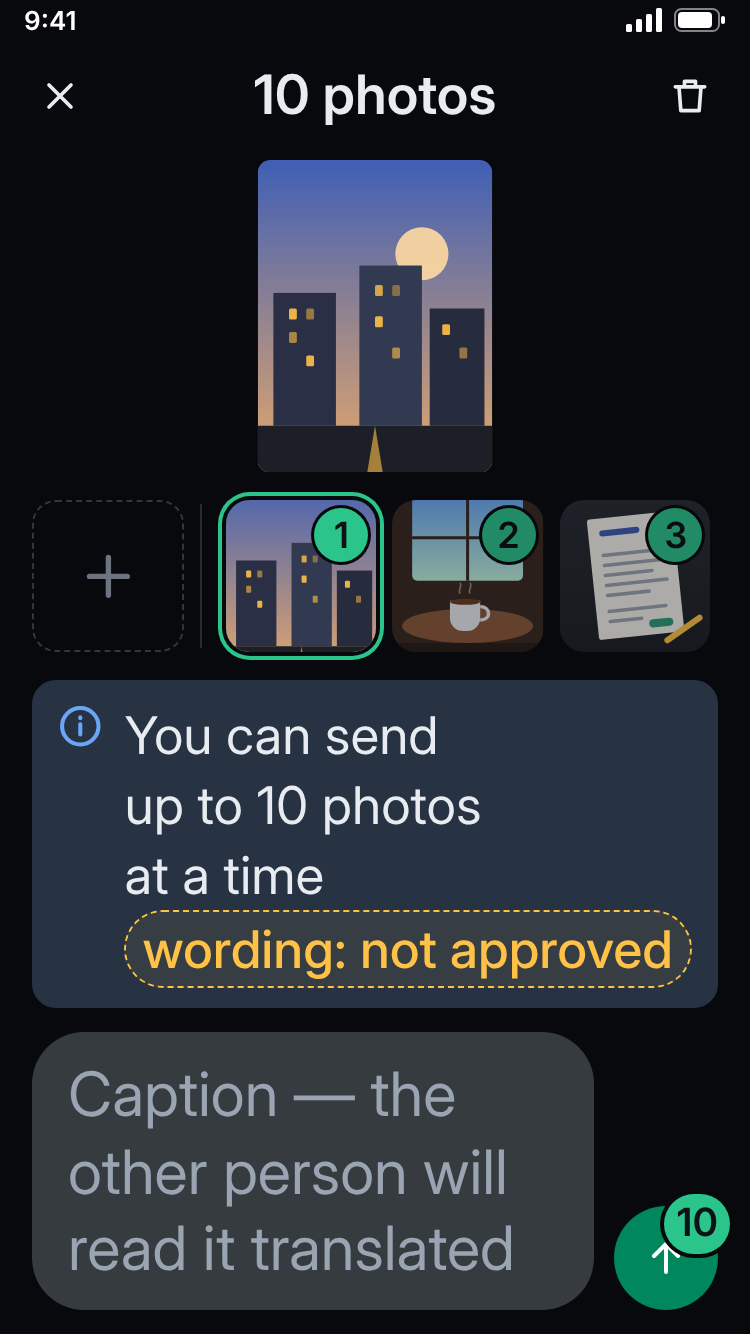 9:41
10 photos
1
2
3
You can send
up to 10 photos
at a time
wording: not approved
Caption — the
other person will
read it translated
10